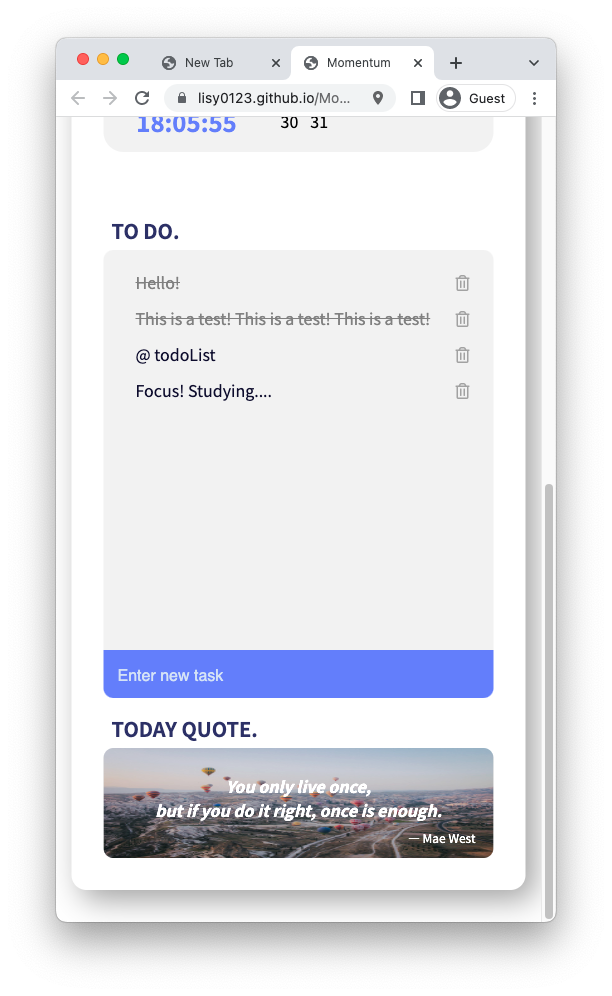 New Tab
Momentum
lisy0123.github.io/Mo...
Guest
18:05:55
30 31
TO DO.
Hello!
This is a test! This is a test! This is a test!
@ todoList
Focus! Studying....
Enter new task
TODAY QUOTE.
You only live once,
but if you do it right, once is enough.
— Mae West